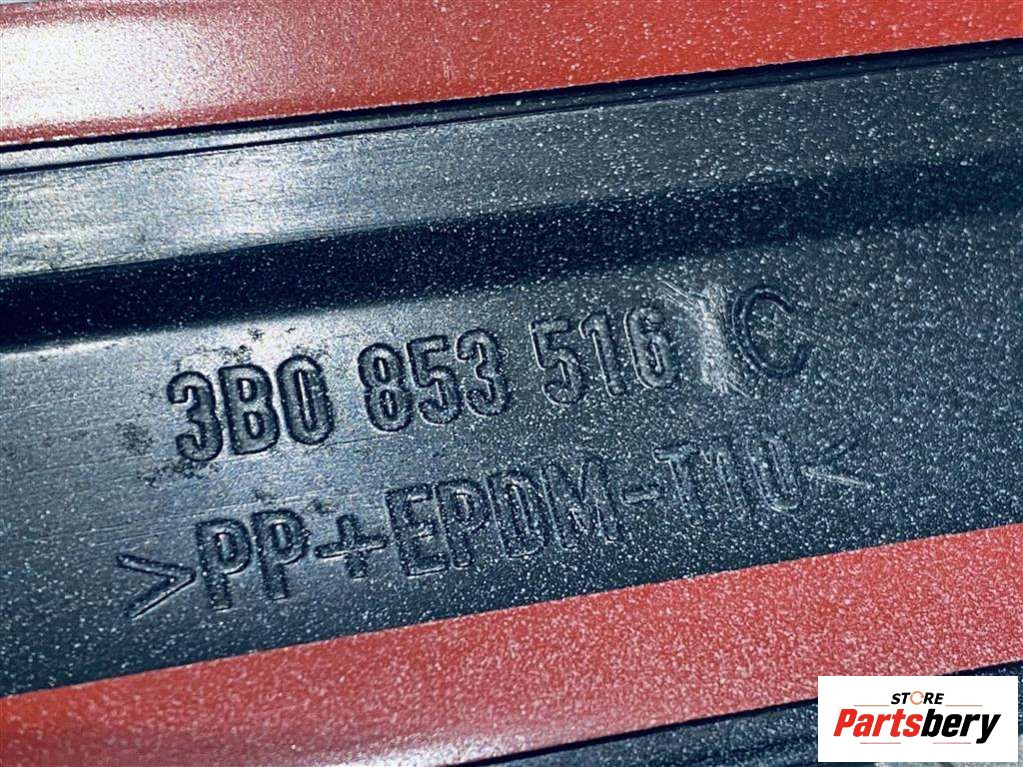 3B0 853 516 C
>PP+EPDM-T10<
STORE
Partsbery